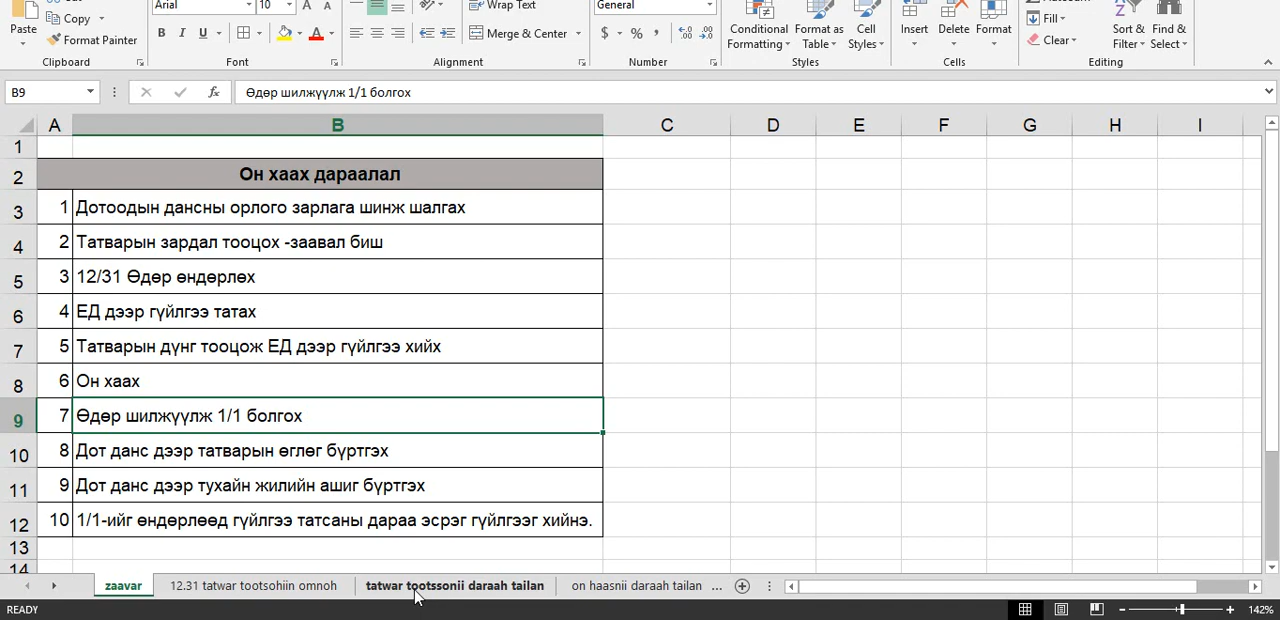 Arial 10 A A Wrap Text General
Paste Copy Format Painter B I U A Merge & Center $ % Conditional Formatting Format as Table Cell Styles Insert Delete Format Fill Clear Sort & Filter Find & Select
Clipboard Font Alignment Number Styles Cells Editing
B9 fx Өдөр шилжүүлж 1/1 болгох
A B C D E F G H I
1
2 Он хаах дараалал
3 1 Дотоодын дансны орлого зарлага шинж шалгах
4 2 Татварын зардал тооцох -заавал биш
5 3 12/31 Өдөр өндөрлөх
6 4 ЕД дээр гүйлгээ татах
7 5 Татварын дүнг тооцож ЕД дээр гүйлгээ хийх
8 6 Он хаах
9 7 Өдөр шилжүүлж 1/1 болгох
10 8 Дот данс дээр татварын өглөг бүртгэх
11 9 Дот данс дээр тухайн жилийн ашиг бүртгэх
12 10 1/1-ийг өндөрлөөд гүйлгээ татсаны дараа эсрэг гүйлгээг хийнэ.
13
14
zaavar 12.31 tatwar tootsohiin omnoh tatwar tootssonii daraah tailan on haasnii daraah tailan ...
READY 142%